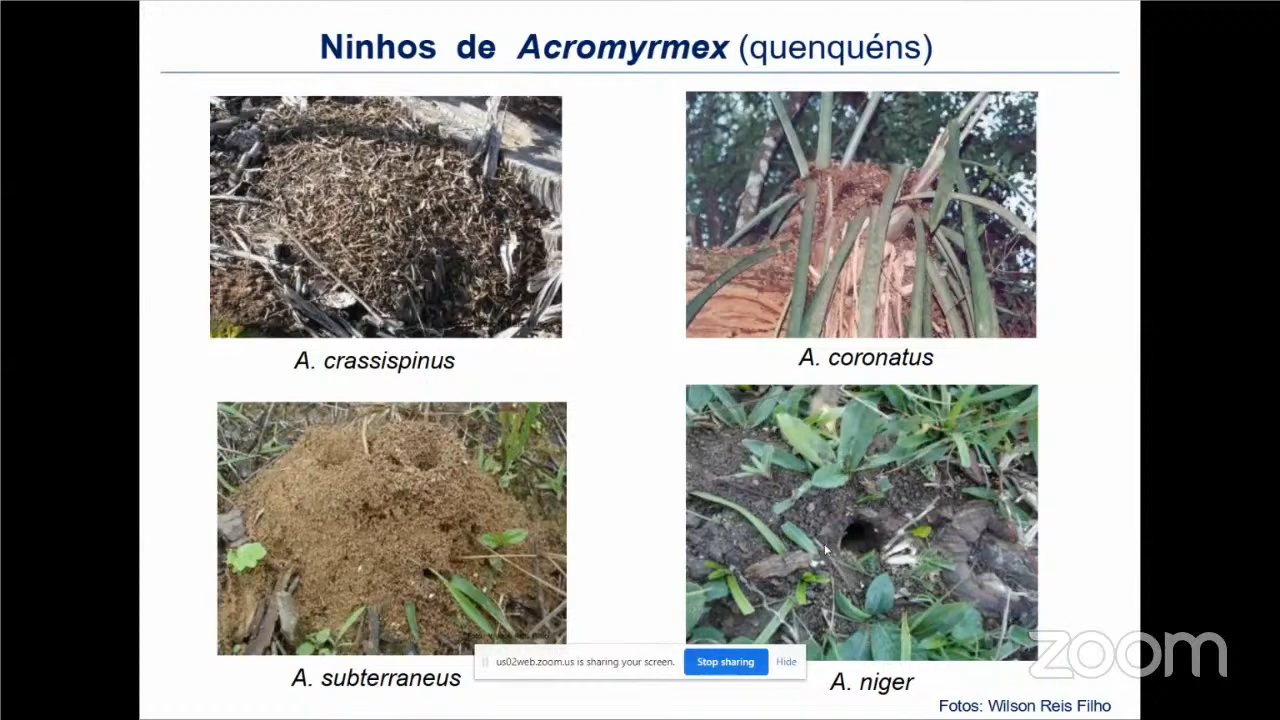 Ninhos de Acromyrmex (quenquéns)
A. crassispinus
A. coronatus
A. subterraneus
us02web.zoom.us is sharing your screen. Stop sharing Hide
A. niger
zoom
Fotos: Wilson Reis Filho